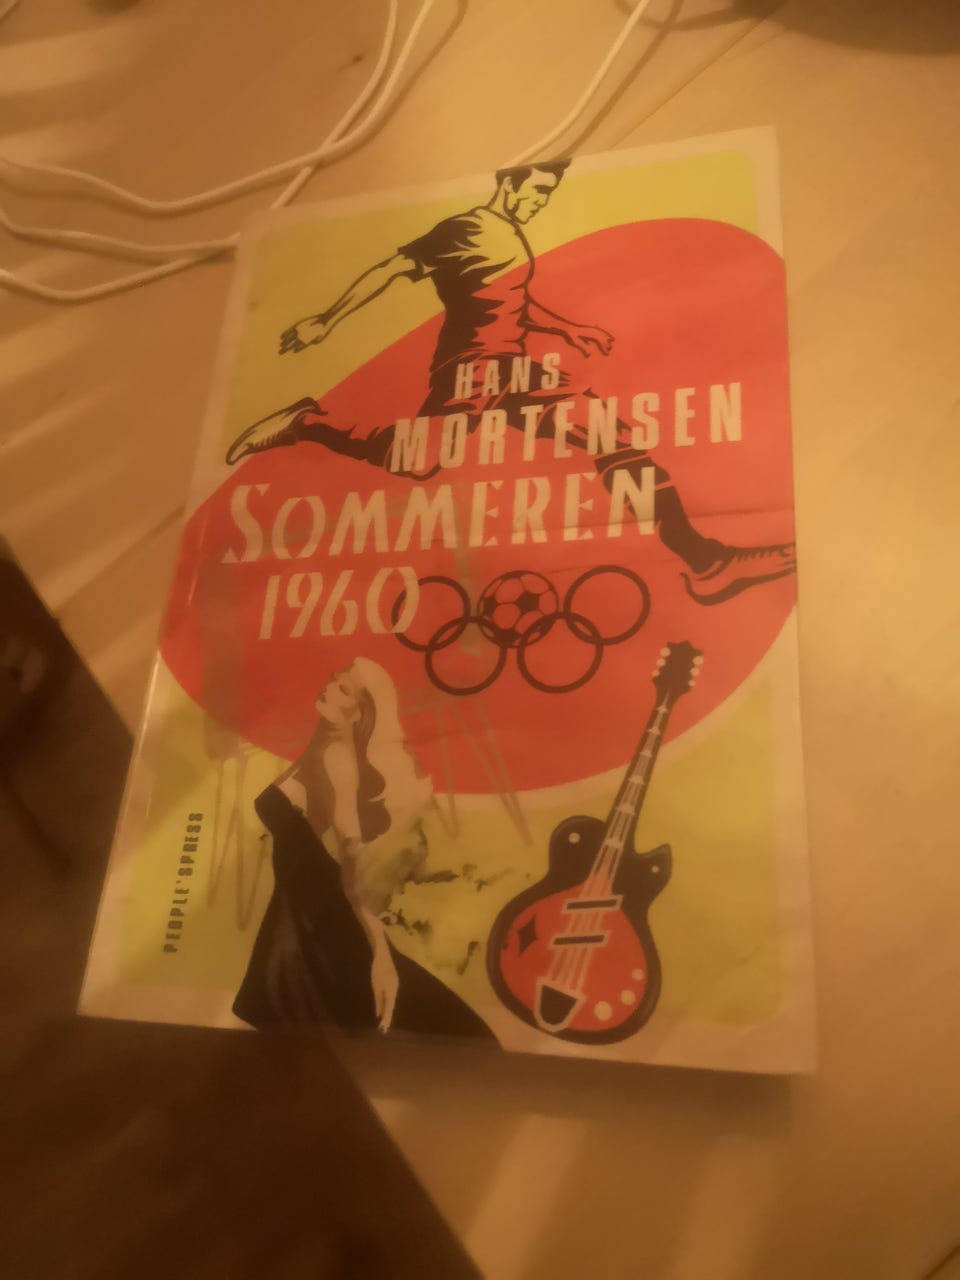 HANS
MORTENSEN
SOMMEREN
1960
PEOPLE'SPRESS